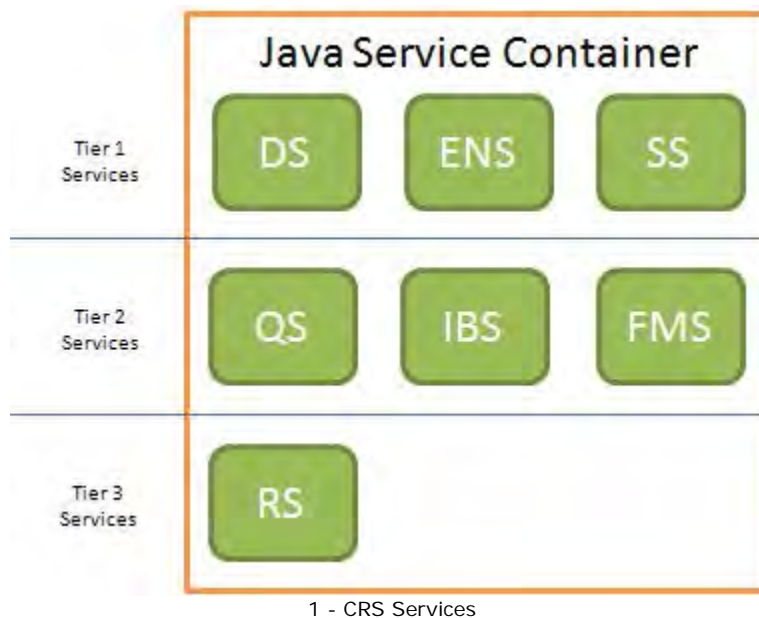 Java Service Container
Tier 1
Services
DS
ENS
SS
Tier 2
Services
QS
IBS
FMS
Tier 3
Services
RS
1 - CRS Services